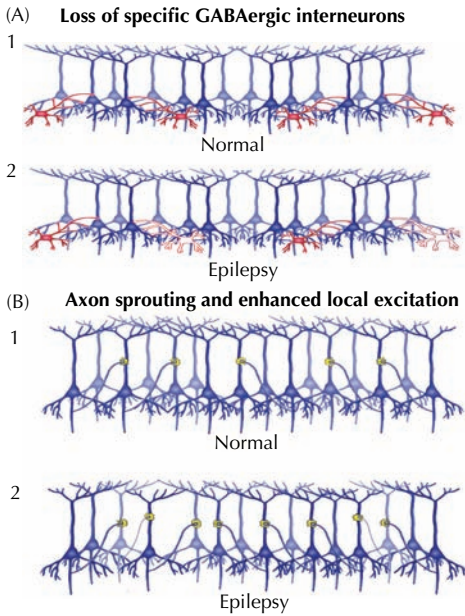 (A) Loss of specific GABAergic interneurons
1
Normal
2
Epilepsy
(B) Axon sprouting and enhanced local excitation
1
Normal
2
Epilepsy